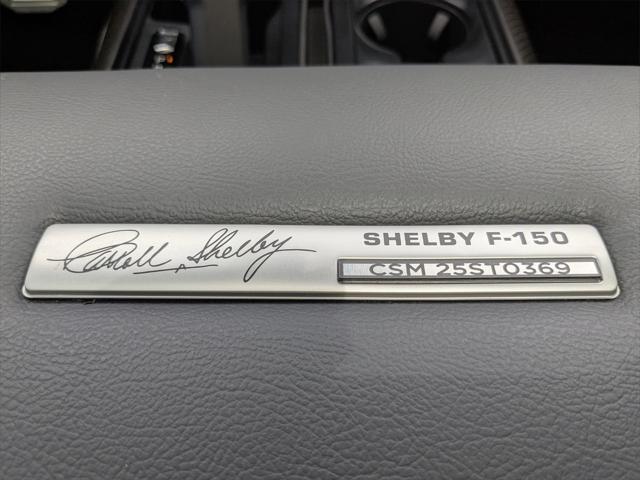 Carroll Shelby
SHELBY F-150
CSM 25ST0369